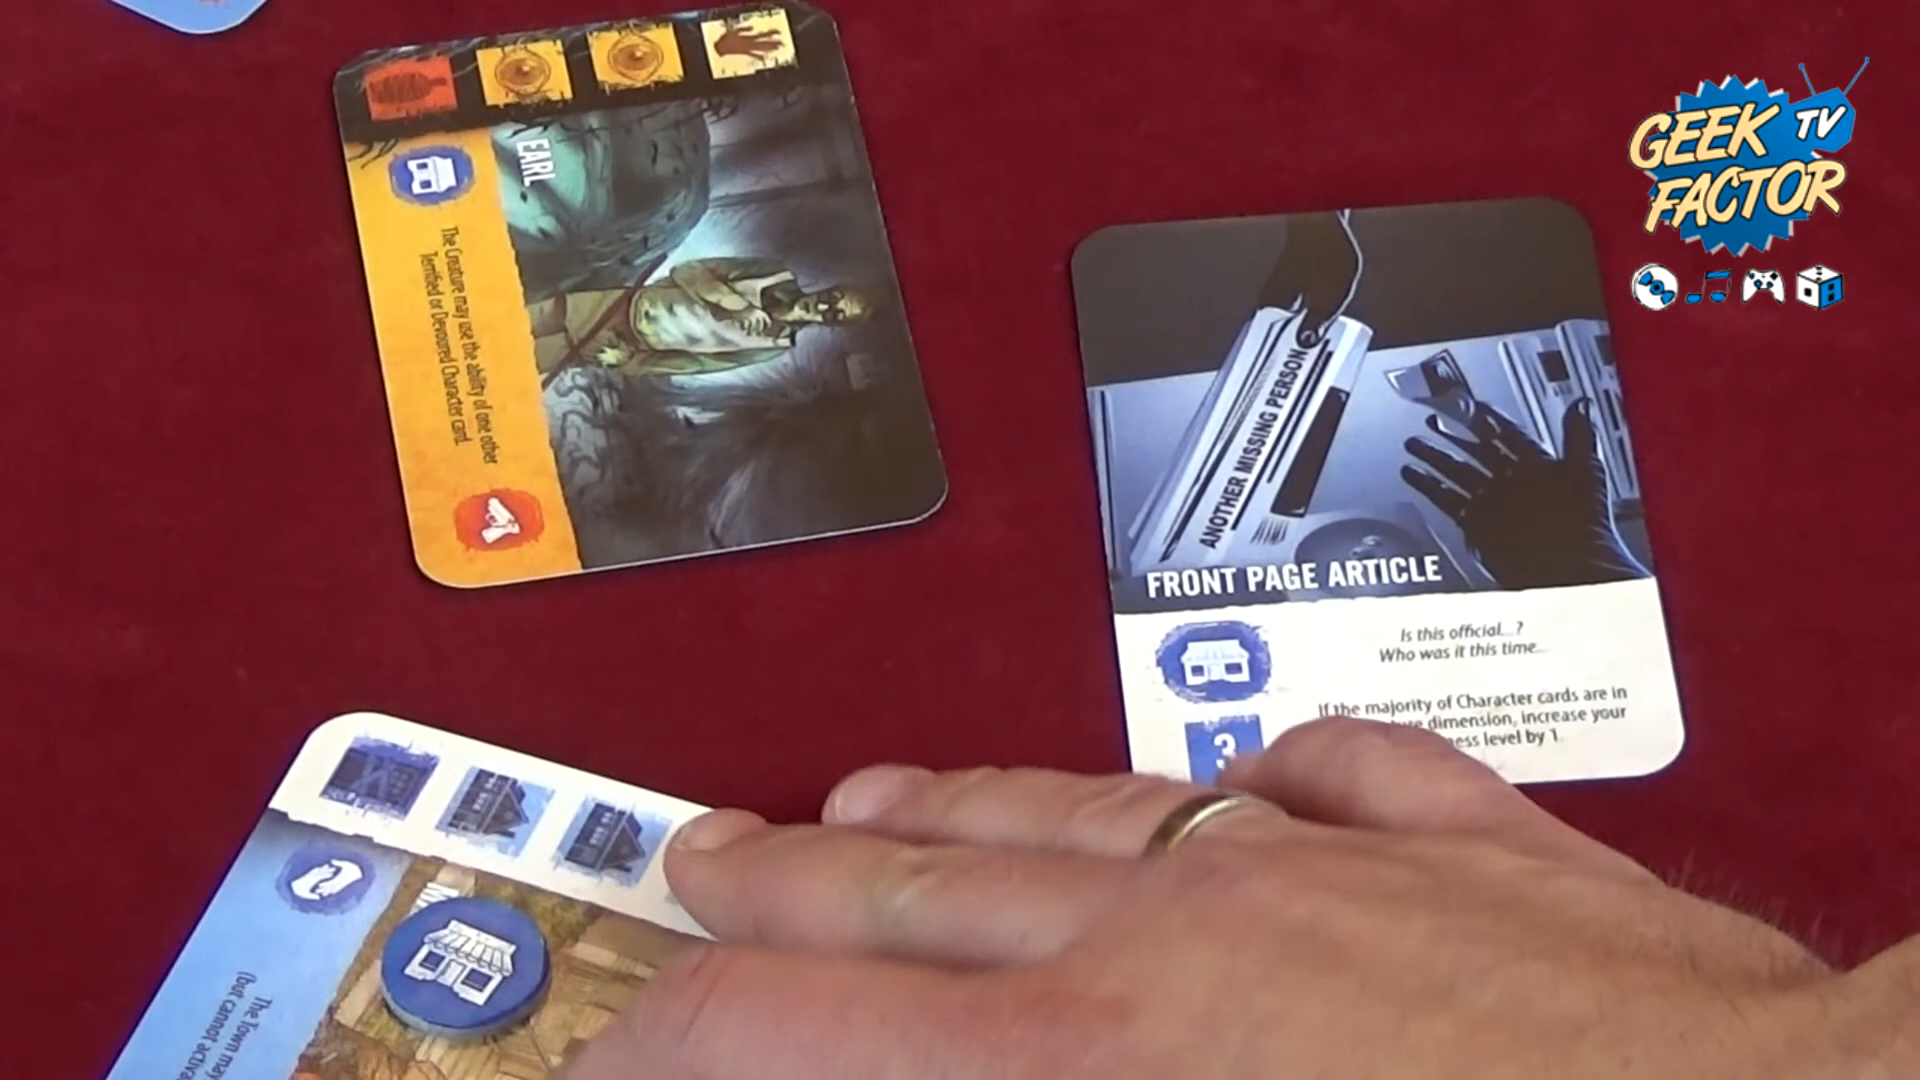 GEEK TV
FACTOR
EARL
The Creature may use the ability of one other
Terrified or Devoured Character card.
ANOTHER MISSING PERSON
FRONT PAGE ARTICLE
Is this official...?
Who was it this time...
If the majority of Character cards are in
dimension, increase your
level by 1.
3
The Town may
(but cannot